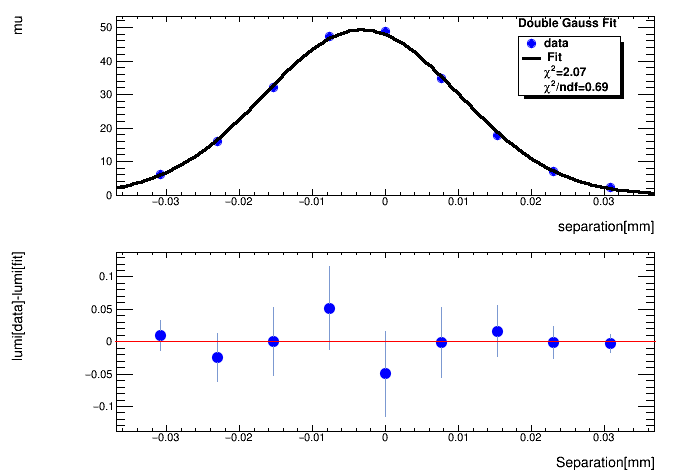 mu
Double Gauss Fit
data
Fit
χ²=2.07
χ²/ndf=0.69
50
40
30
20
10
0
−0.03 −0.02 −0.01 0 0.01 0.02 0.03
separation[mm]
lumi[data]-lumi[fit]
0.1
0.05
0
−0.05
−0.1
−0.03 −0.02 −0.01 0 0.01 0.02 0.03
Separation[mm]